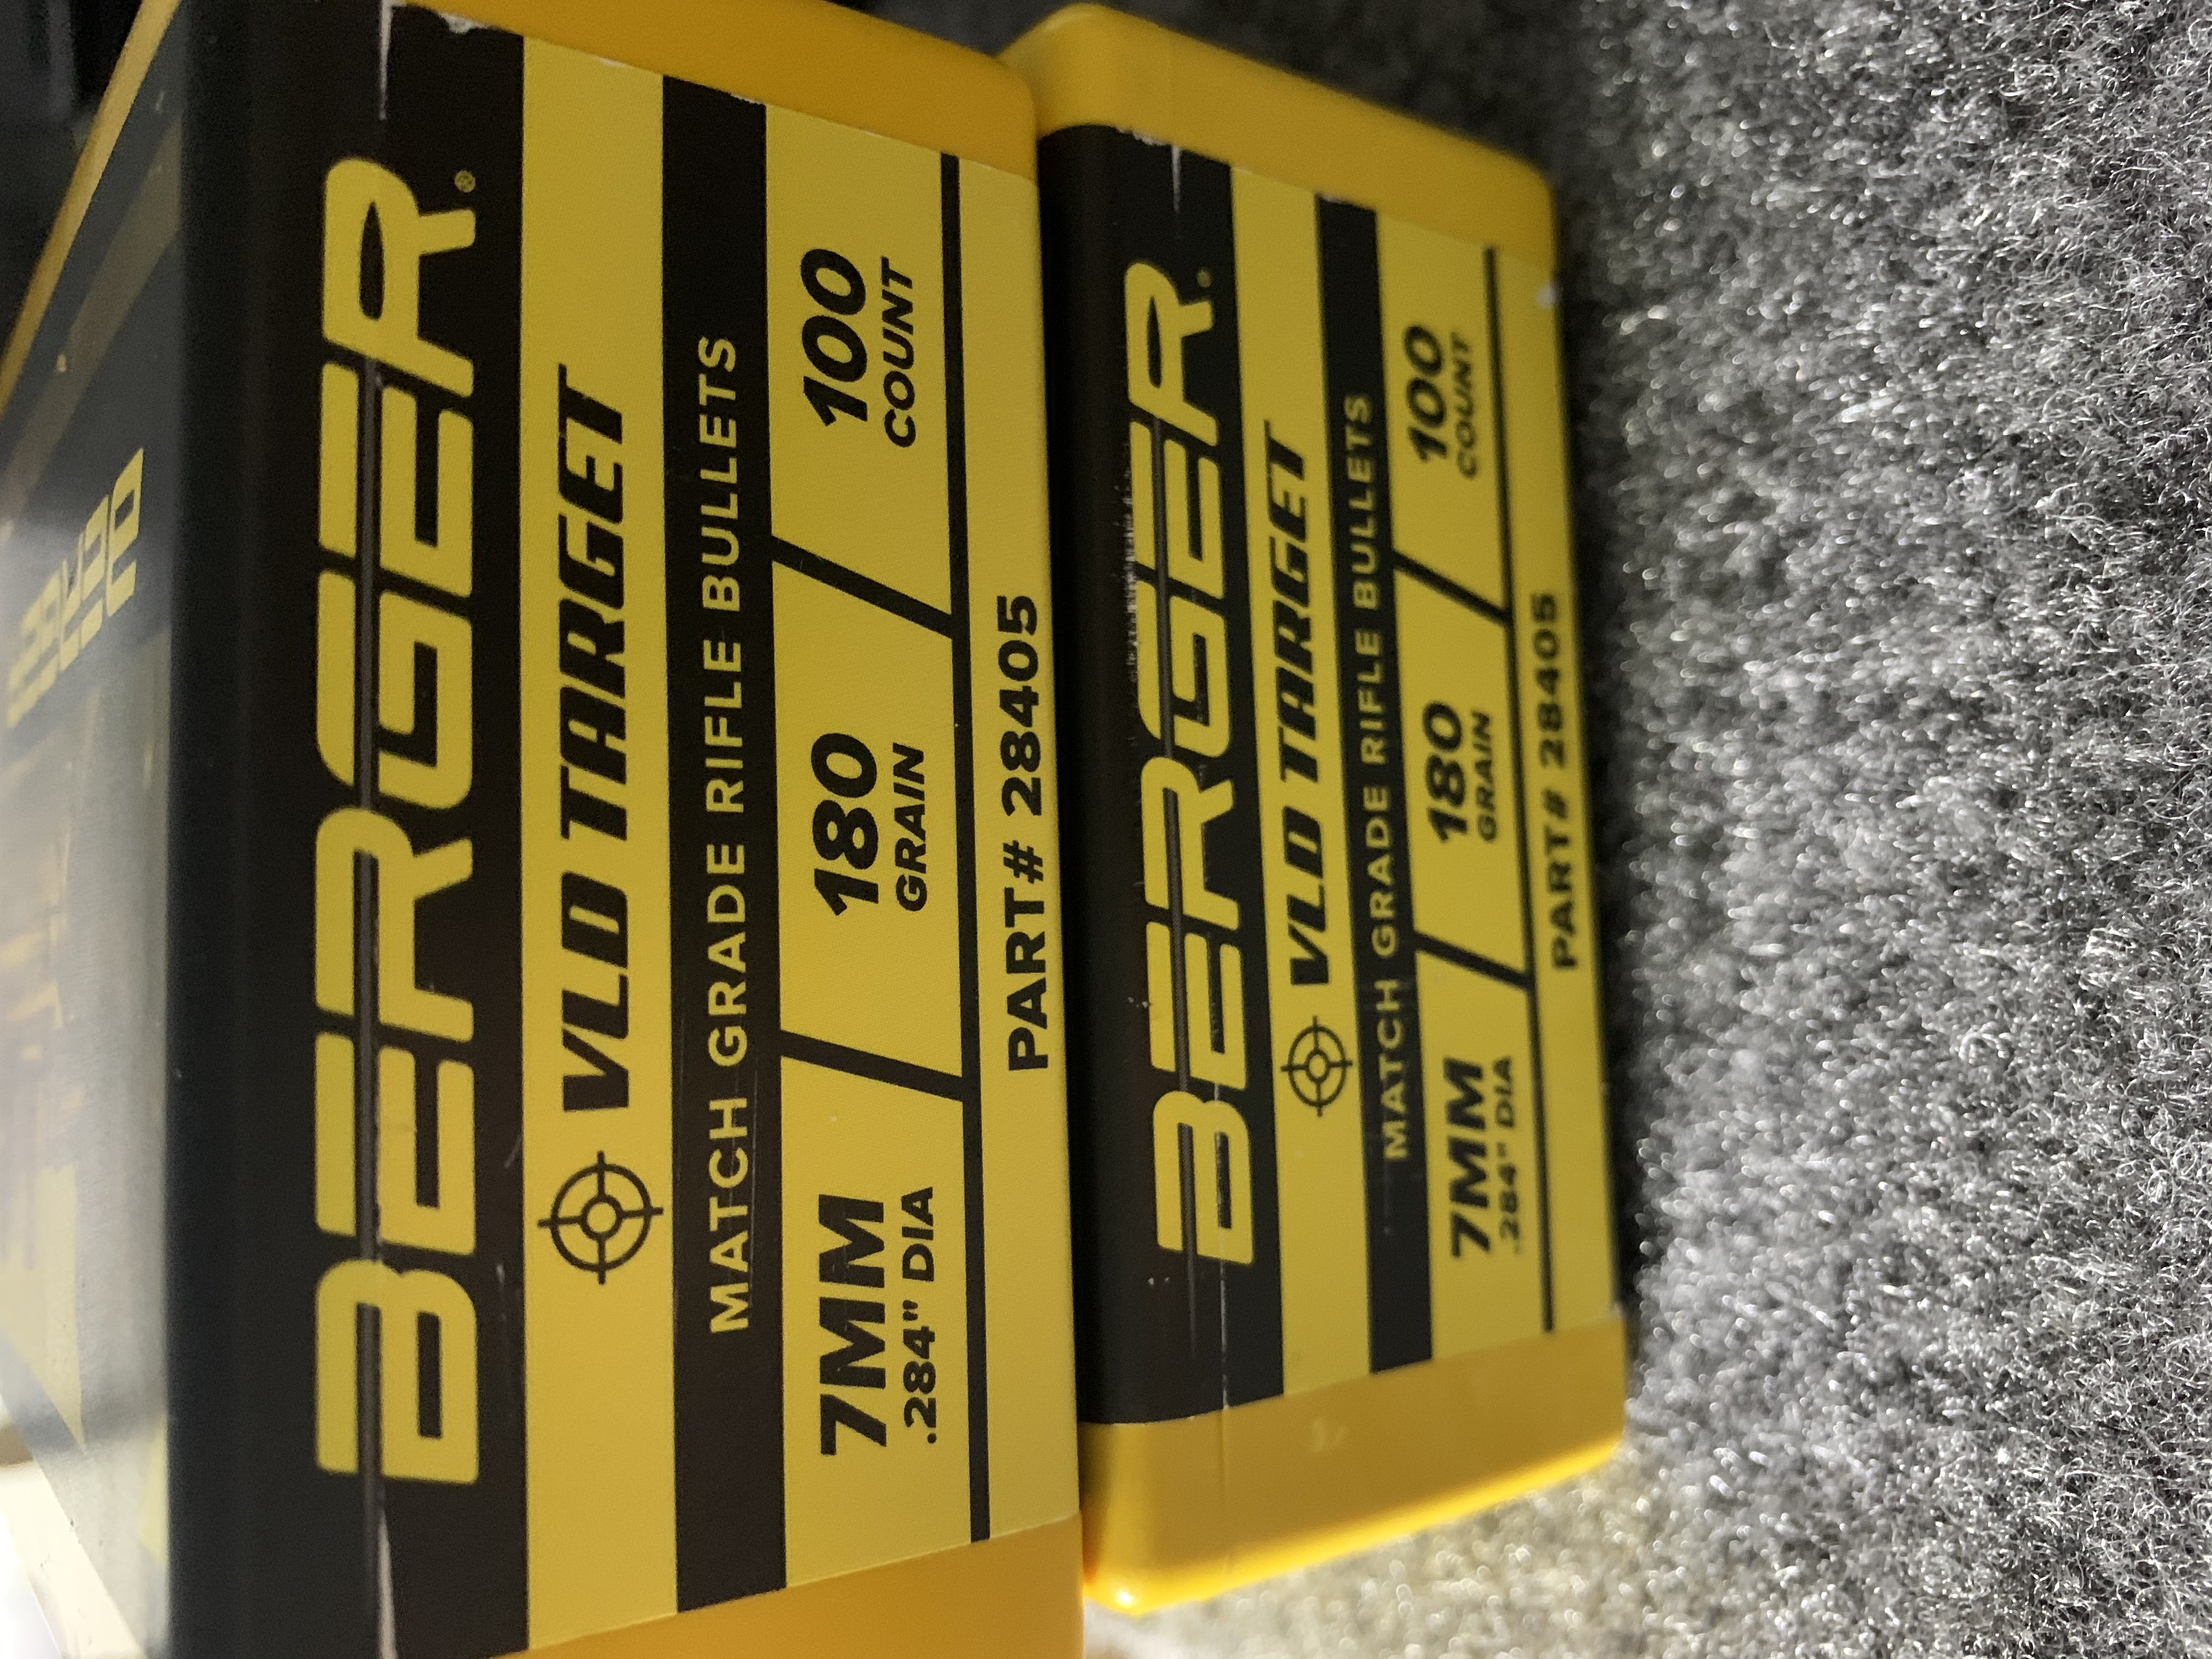 BERGER®
VLD TARGET
MATCH GRADE RIFLE BULLETS
7MM
.284" DIA
180
GRAIN
100
COUNT
PART# 28405
BERGER®
VLD TARGET
MATCH GRADE RIFLE BULLETS
7MM
.284" DIA
180
GRAIN
100
COUNT
PART# 28405